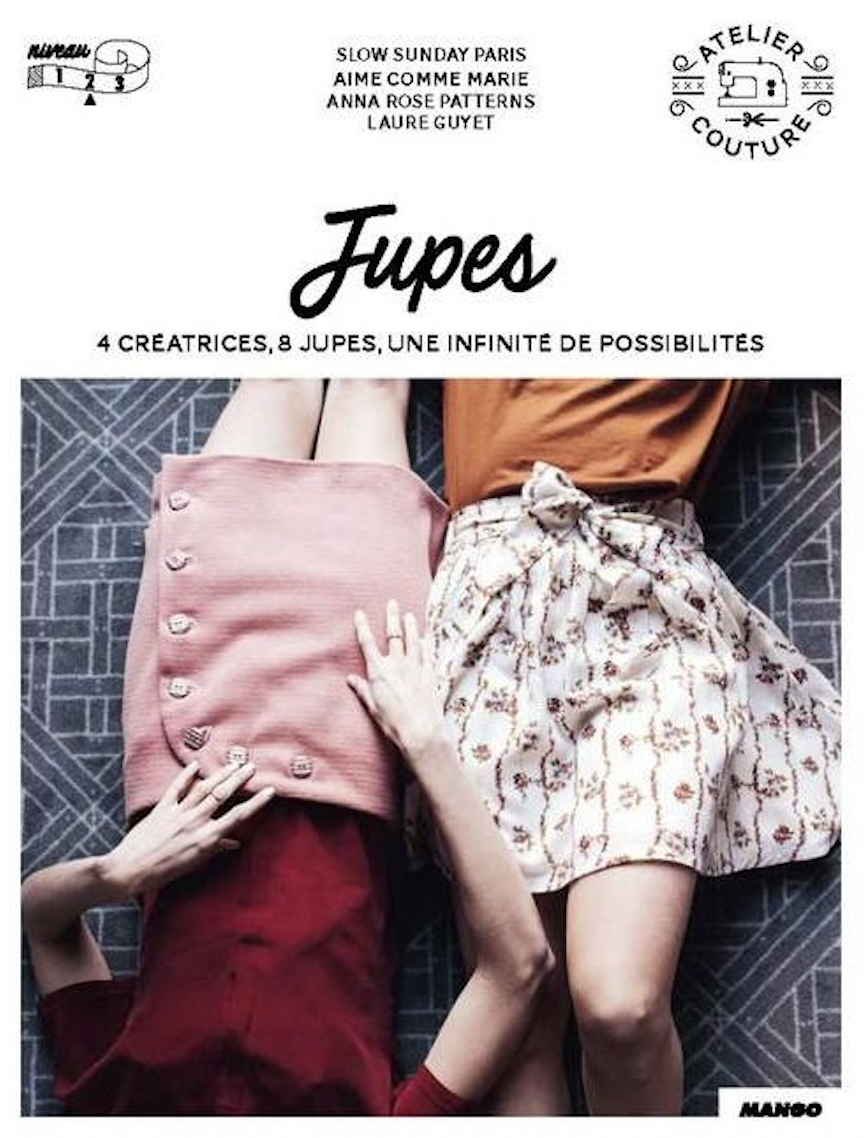 niveau
1 2 3
SLOW SUNDAY PARIS
AIME COMME MARIE
ANNA ROSE PATTERNS
LAURE GUYET
ATELIER
COUTURE
Jupes
4 CRÉATRICES, 8 JUPES, UNE INFINITÉ DE POSSIBILITÉS
MANGO